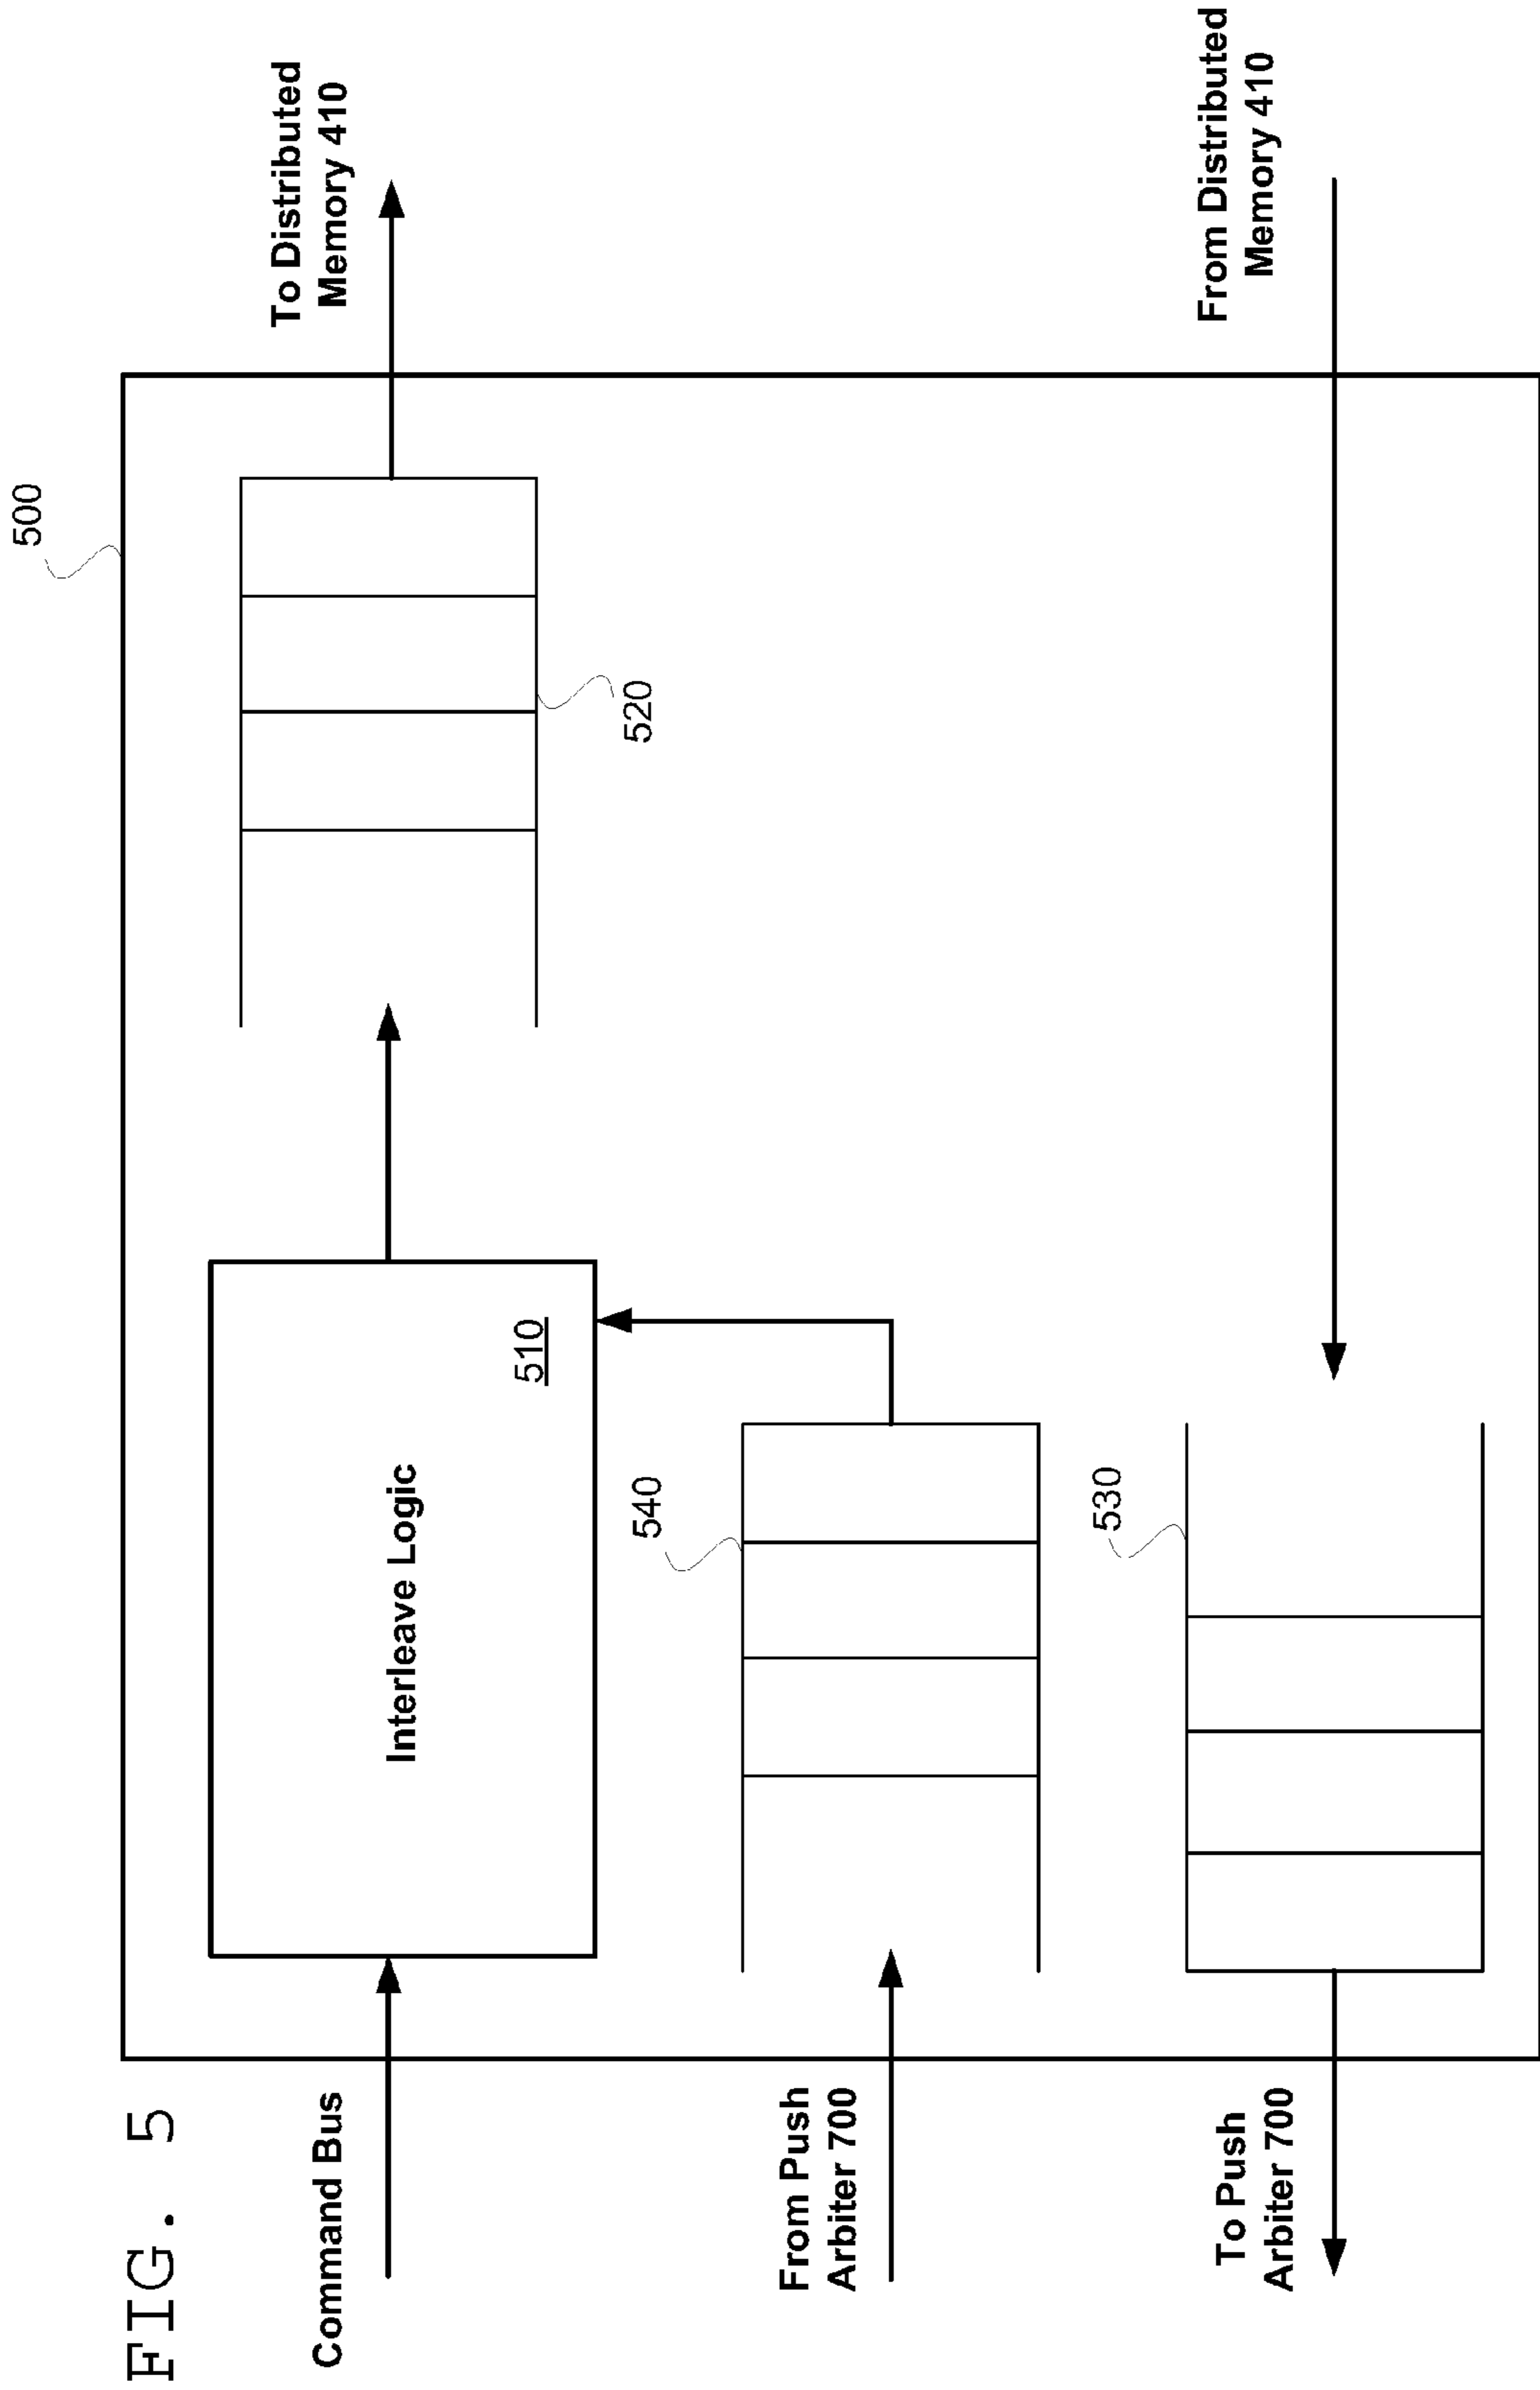 FIG. 5
500
Command Bus
Interleave Logic
510
520
To Distributed
Memory 410
From Push
Arbiter 700
540
530
To Push
Arbiter 700
From Distributed
Memory 410